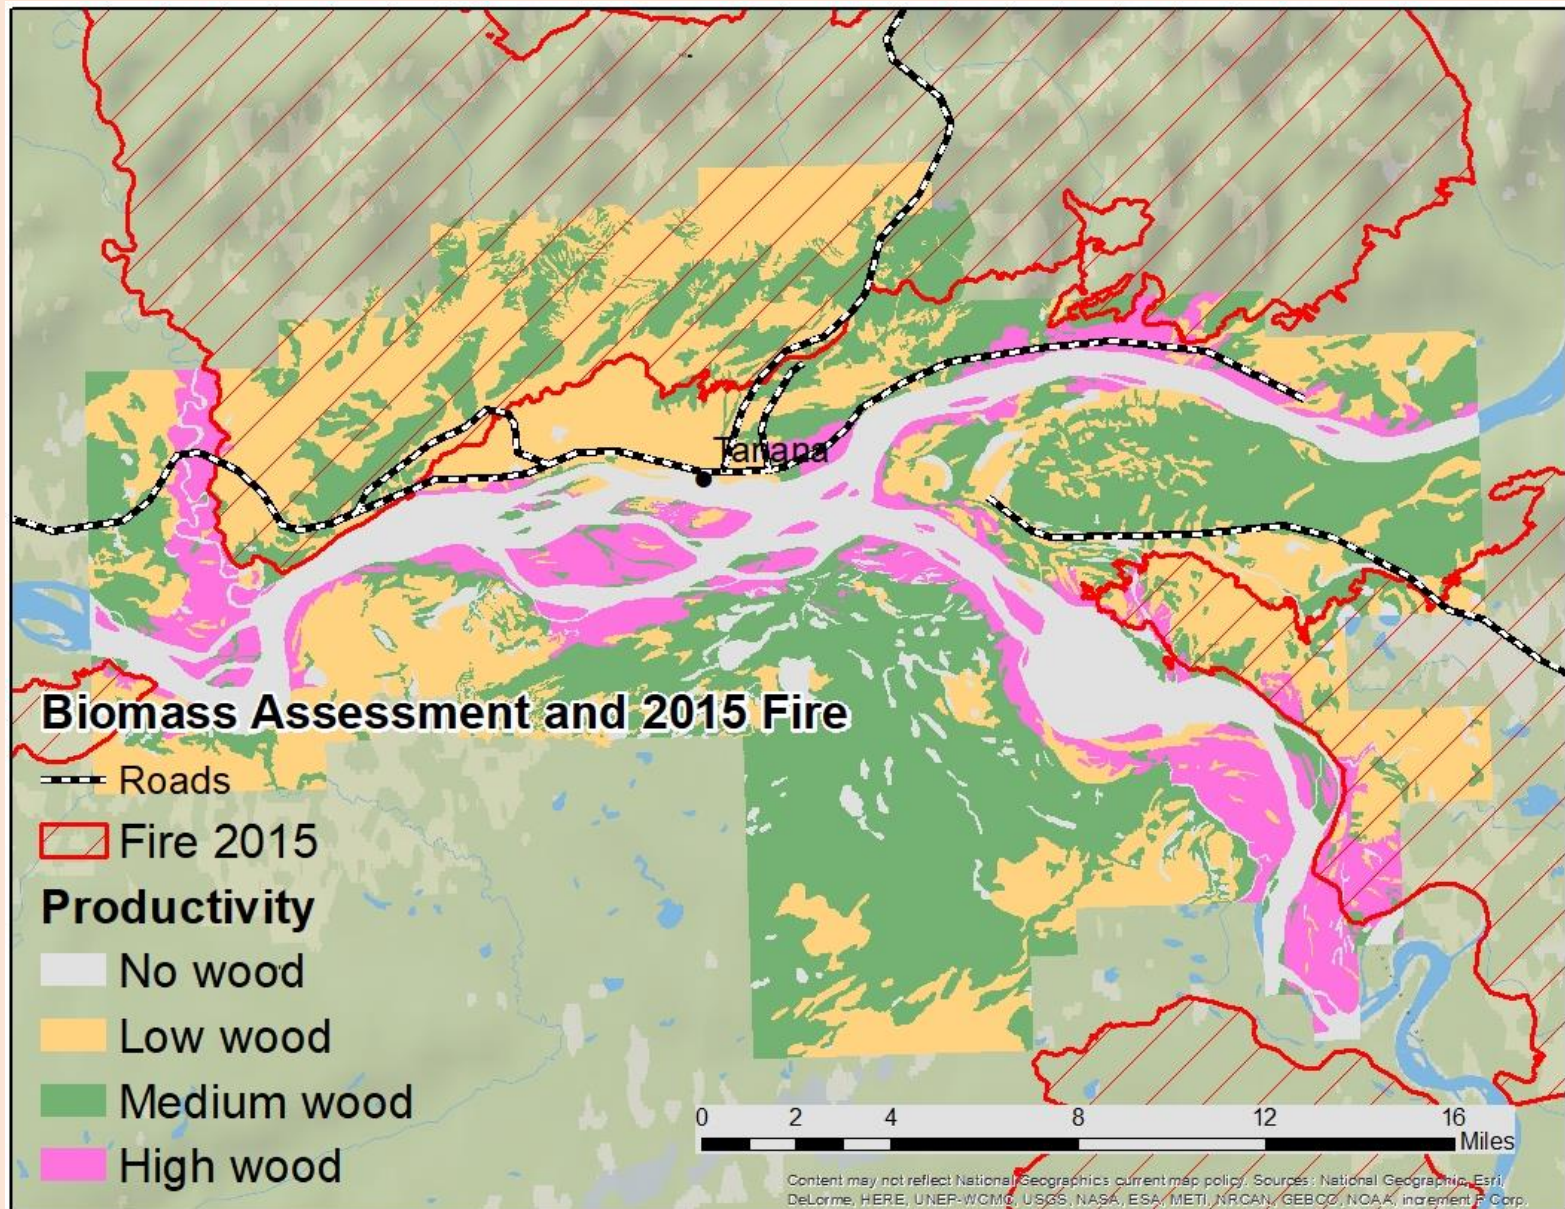 Tanana
Biomass Assessment and 2015 Fire
Roads
Fire 2015
Productivity
No wood
Low wood
Medium wood
High wood
0 2 4 8 12 16
Miles
Content may not reflect National Geographics current map policy. Sources: National Geographic, Esri,
DeLorme, HERE, UNEP-WCMC, USGS, NASA, ESA, METI, NRCAN, GEBCO, NOAA, increment P Corp.